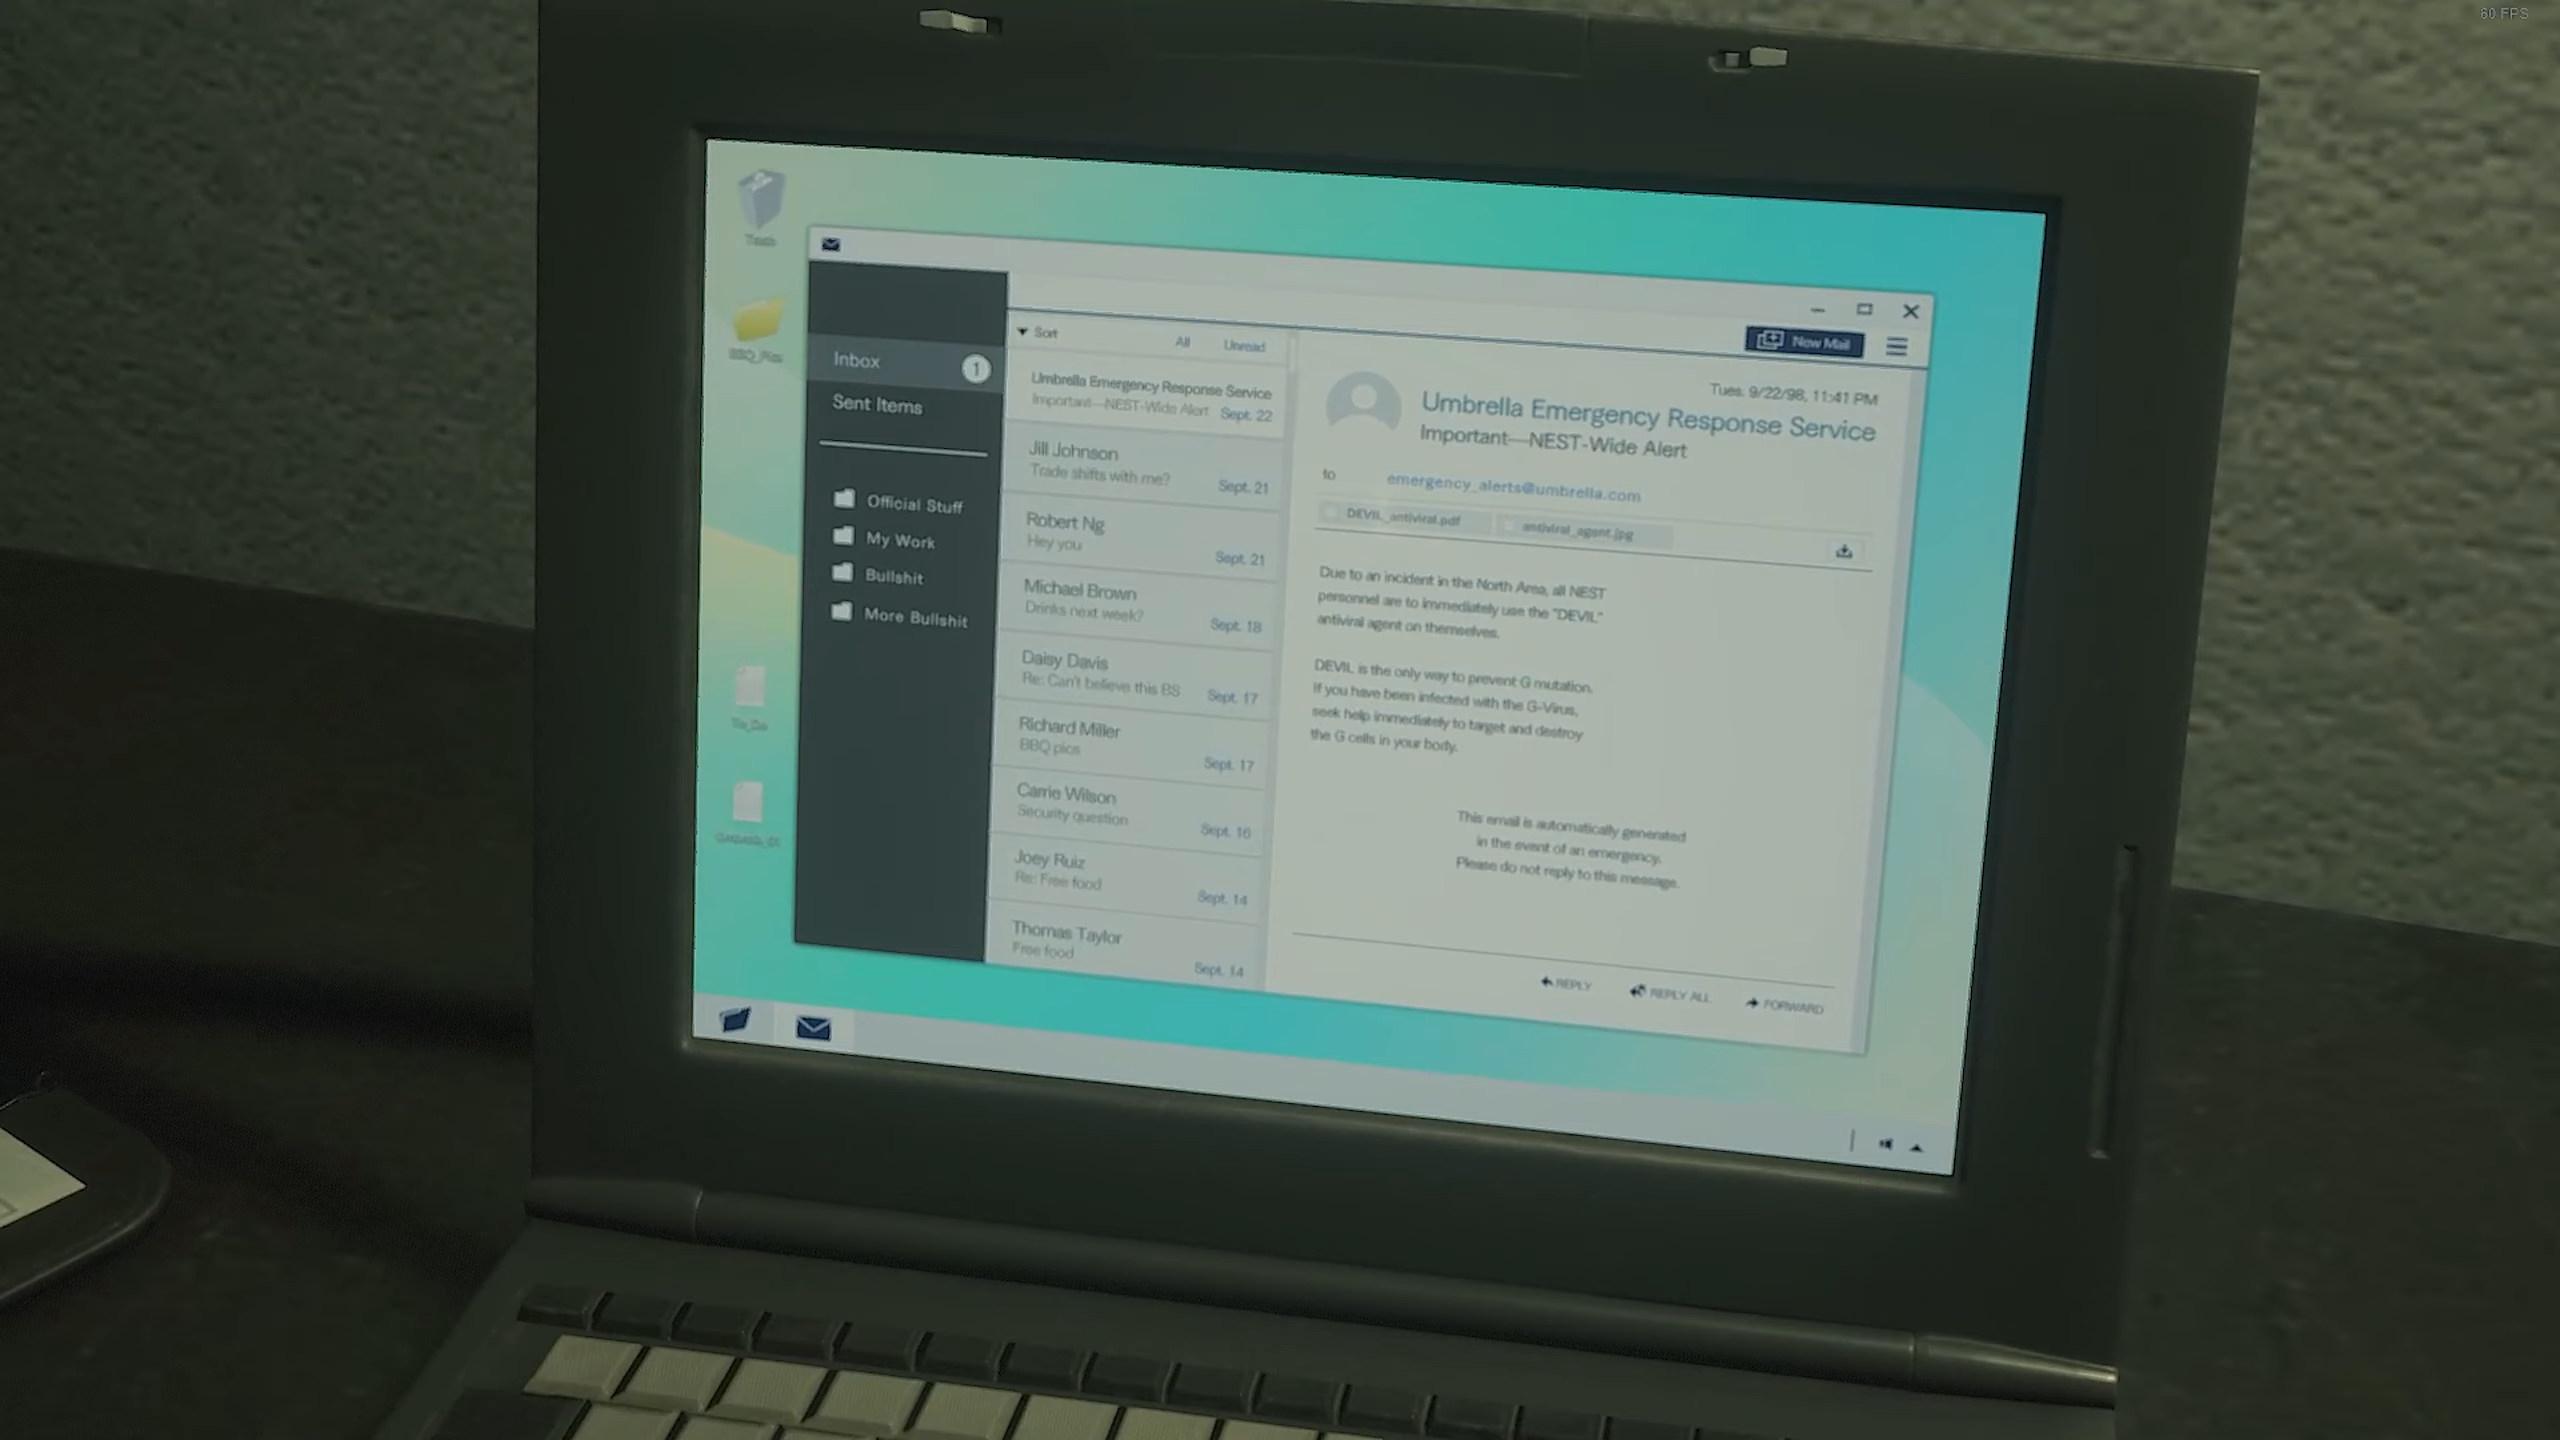 60 FPS
Trash
BBQ_Pics
Inbox 1
Sent Items
Official Stuff
My Work
Bullshit
More Bullshit
Sort All Unread
Umbrella Emergency Response Service
Important—NEST-Wide Alert Sept. 22
Jill Johnson
Trade shifts with me? Sept. 21
Robert Ng
Hey you Sept. 21
Michael Brown
Drinks next week? Sept. 18
Daisy Davis
Re: Can't believe this BS Sept. 17
Richard Miller
BBQ pics Sept. 17
Carrie Wilson
Security question Sept. 16
Joey Ruiz
Re: Free food Sept. 14
Thomas Taylor
Free food Sept. 14
New Mail
Tues. 9/22/98, 11:41 PM
Umbrella Emergency Response Service
Important—NEST-Wide Alert
to emergency_alerts@umbrella.com
DEVIL_antiviral.pdf antiviral_agent.jpg
Due to an incident in the North Area, all NEST
personnel are to immediately use the "DEVIL"
antiviral agent on themselves.
DEVIL is the only way to prevent G mutation.
If you have been infected with the G-Virus,
seek help immediately to target and destroy
the G cells in your body.
This email is automatically generated
in the event of an emergency.
Please do not reply to this message.
REPLY REPLY ALL FORWARD
To_Do